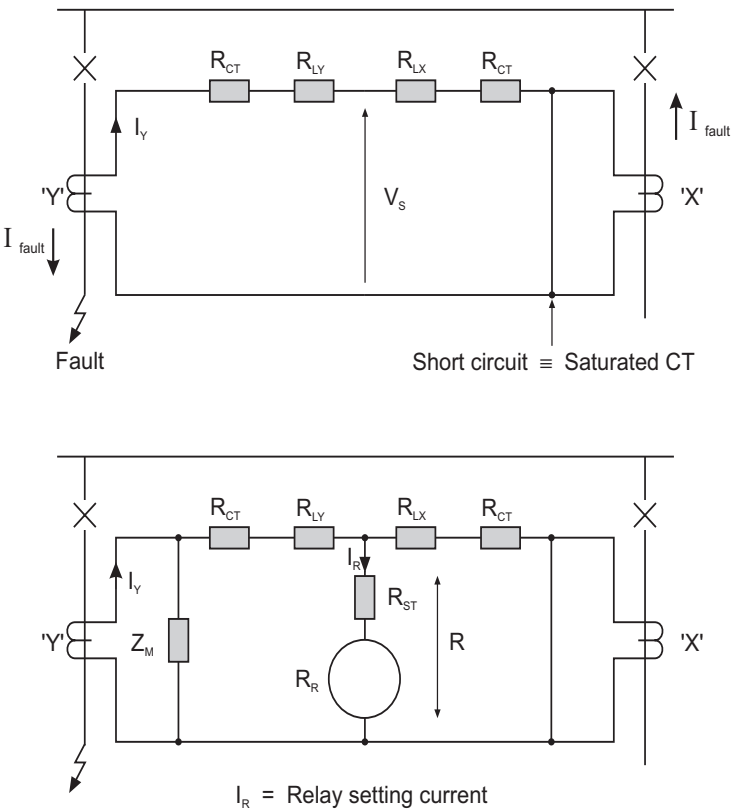 R_CT R_LY R_LX R_CT
I_Y
I fault
'Y' V_S 'X'
I fault
Fault Short circuit ≡ Saturated CT
R_CT R_LY R_LX R_CT
I_R
I_Y R_ST
'Y' Z_M R 'X'
R_R
I_R = Relay setting current